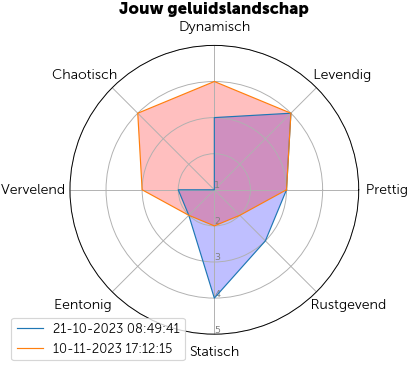 Jouw geluidslandschap
Dynamisch
Chaotisch
Levendig
Vervelend
1
Prettig
2
3
4
Eentonig
Rustgevend
5
Statisch
21-10-2023 08:49:41
10-11-2023 17:12:15